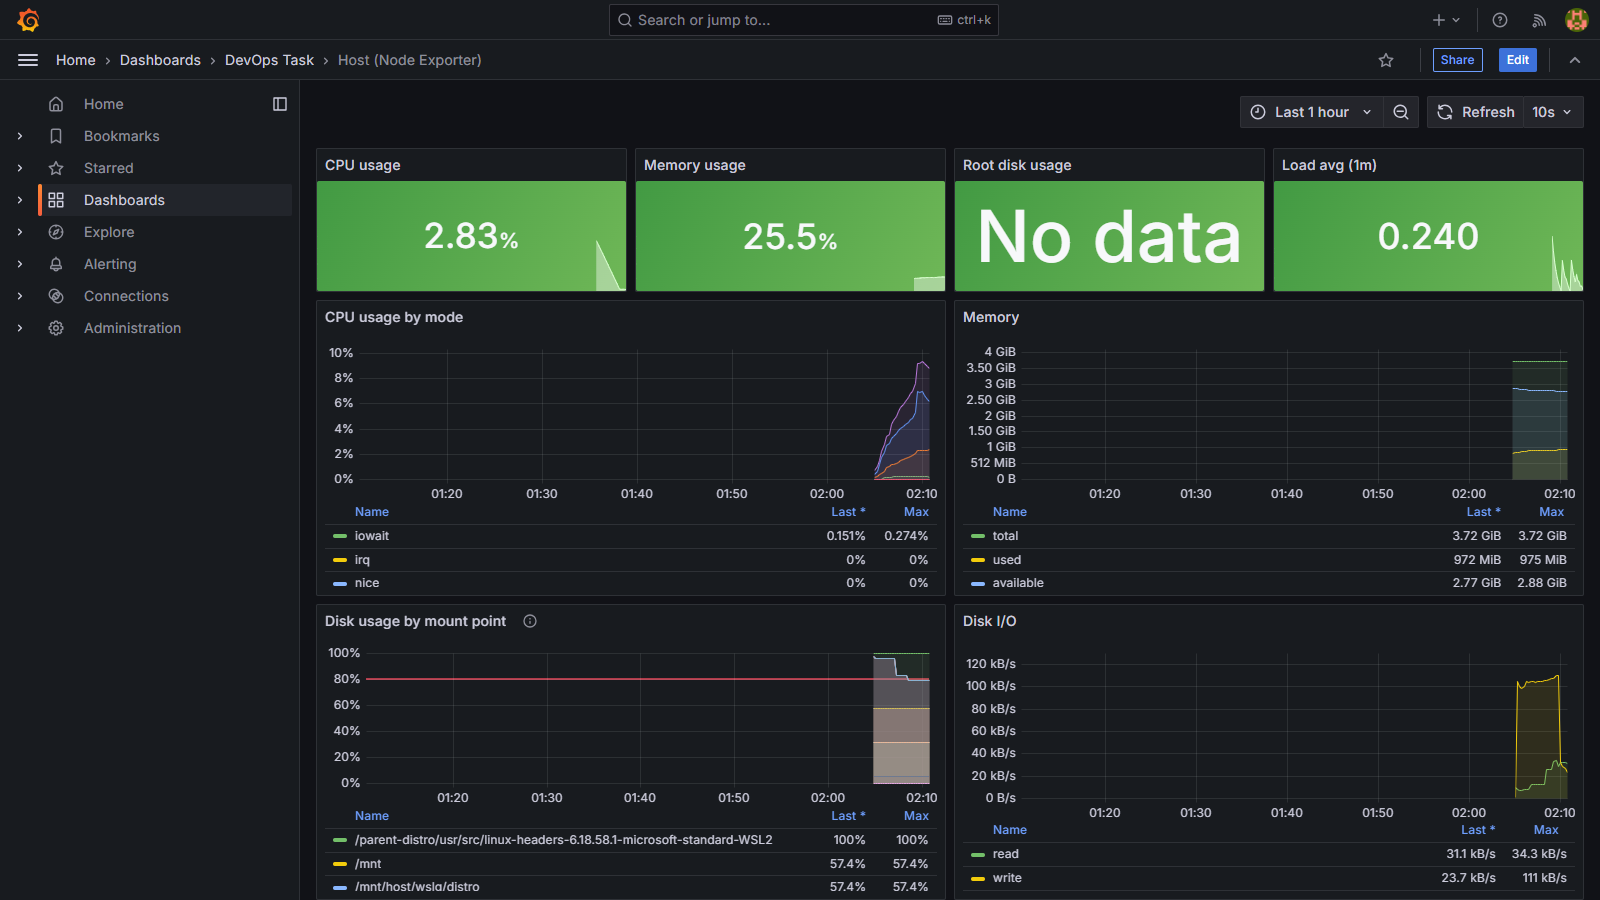 Search or jump to...
ctrl+k
Home › Dashboards › DevOps Task › Host (Node Exporter)
Share
Edit
Home
Bookmarks
Starred
Dashboards
Explore
Alerting
Connections
Administration
Last 1 hour
Refresh
10s
CPU usage
2.83%
Memory usage
25.5%
Root disk usage
No data
Load avg (1m)
0.240
CPU usage by mode
10%
8%
6%
4%
2%
0%
01:20 01:30 01:40 01:50 02:00 02:10
Name Last * Max
iowait 0.151% 0.274%
irq 0% 0%
nice 0% 0%
Memory
4 GiB
3.50 GiB
3 GiB
2.50 GiB
2 GiB
1.50 GiB
1 GiB
512 MiB
0 B
01:20 01:30 01:40 01:50 02:00 02:10
Name Last * Max
total 3.72 GiB 3.72 GiB
used 972 MiB 975 MiB
available 2.77 GiB 2.88 GiB
Disk usage by mount point
100%
80%
60%
40%
20%
0%
01:20 01:30 01:40 01:50 02:00 02:10
Name Last * Max
/parent-distro/usr/src/linux-headers-6.18.58.1-microsoft-standard-WSL2 100% 100%
/mnt 57.4% 57.4%
/mnt/host/wslg/distro 57.4% 57.4%
Disk I/O
120 kB/s
100 kB/s
80 kB/s
60 kB/s
40 kB/s
20 kB/s
0 B/s
01:20 01:30 01:40 01:50 02:00 02:10
Name Last * Max
read 31.1 kB/s 34.3 kB/s
write 23.7 kB/s 111 kB/s